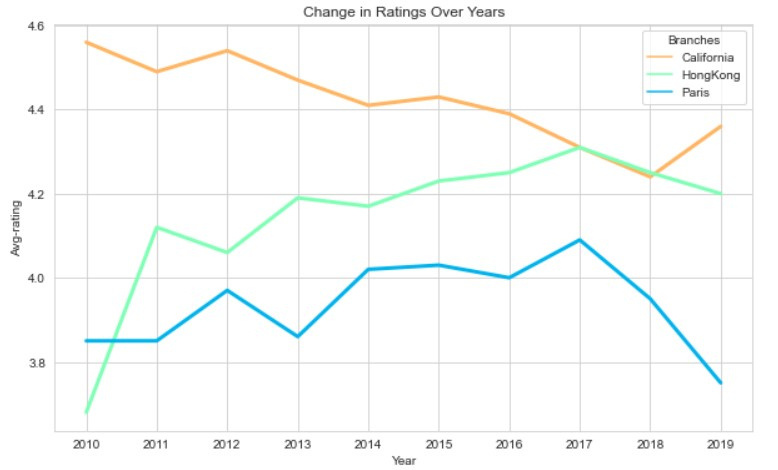 Change in Ratings Over Years
Branches
California
HongKong
Paris
Avg-rating
4.6
4.4
4.2
4.0
3.8
2010 2011 2012 2013 2014 2015 2016 2017 2018 2019
Year